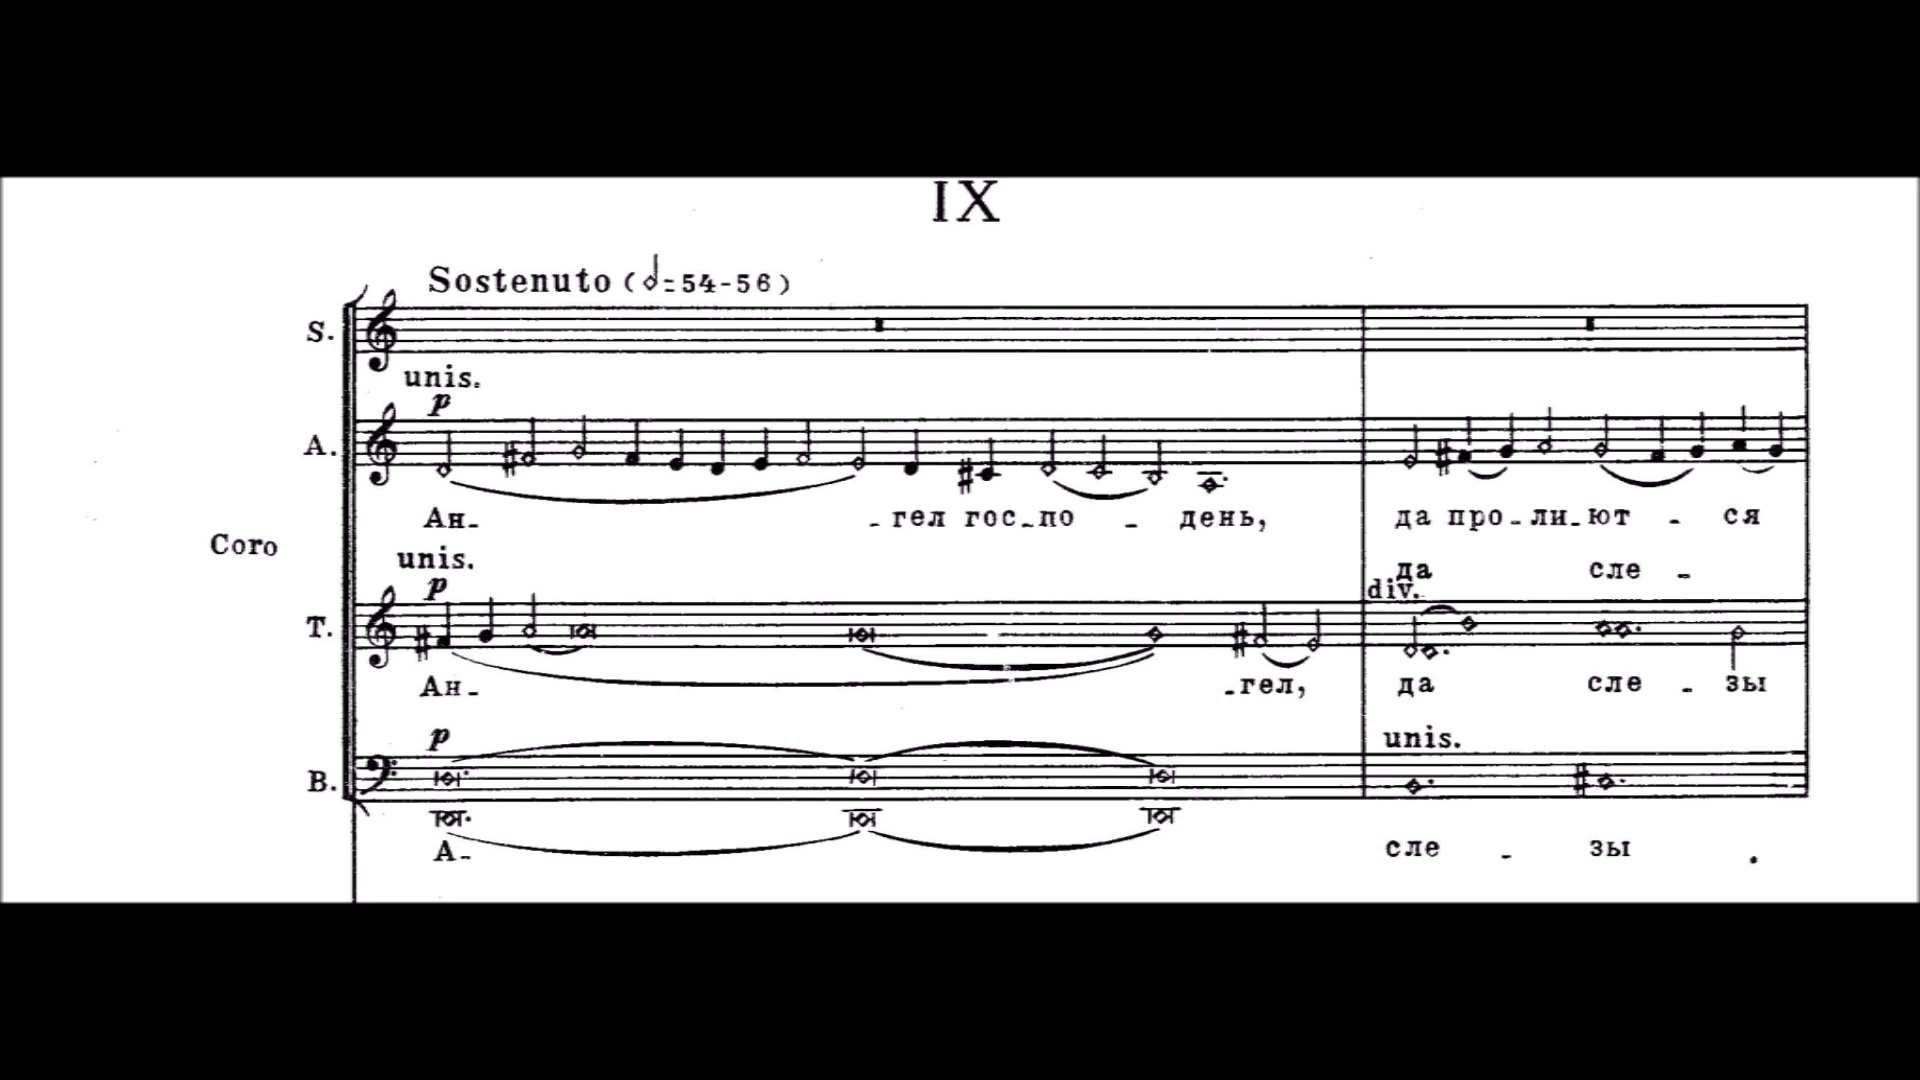 IX
Sostenuto (𝅗𝅥=54-56)
S.
unis.
p
A.
Ан- -гел гос-по - день, да про-ли-ют - ся
Coro
unis.
да сле -
p
div.
T.
Ан- -гел, да сле - зы
p
unis.
B.
А- сле - зы .